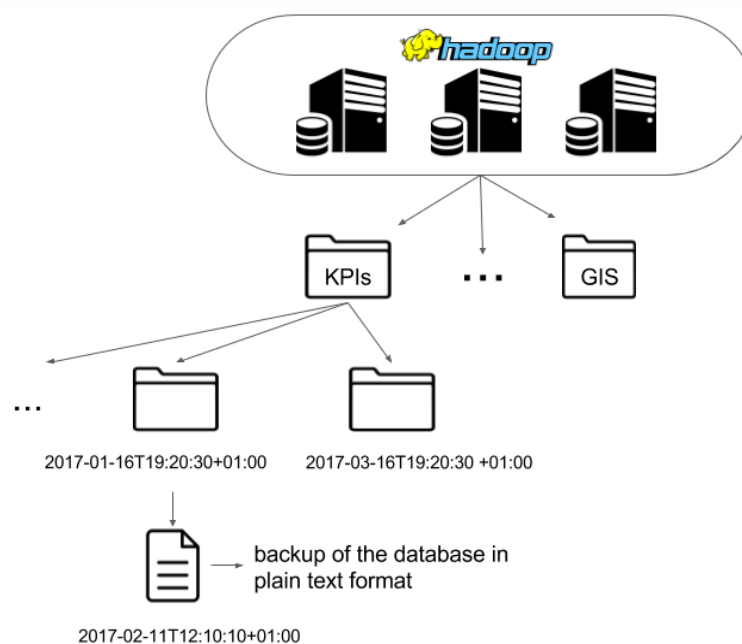 hadoop
KPIs
...
GIS
...
2017-01-16T19:20:30+01:00
2017-03-16T19:20:30 +01:00
backup of the database in
plain text format
2017-02-11T12:10:10+01:00